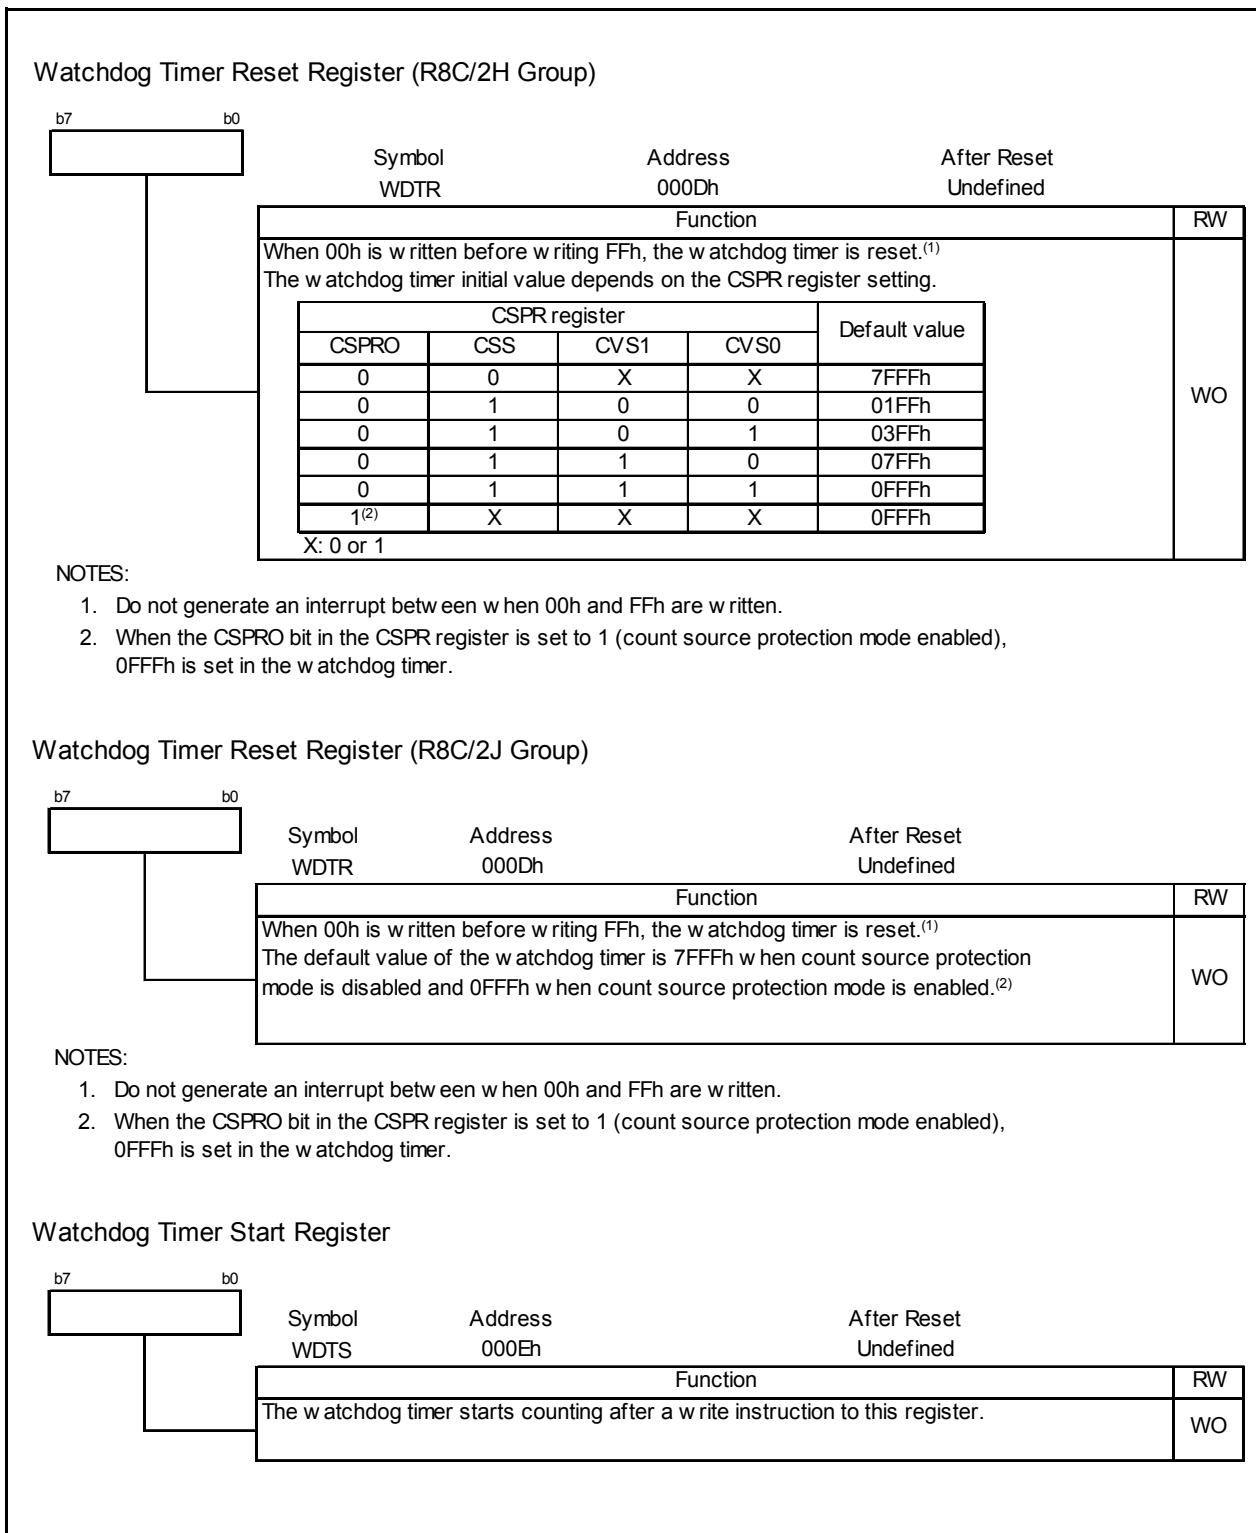 Watchdog Timer Reset Register (R8C/2H Group)
b7 b0
Symbol Address After Reset
WDTR 000Dh Undefined
Function RW
When 00h is written before writing FFh, the watchdog timer is reset.(1)
The watchdog timer initial value depends on the CSPR register setting.
CSPR register Default value
CSPRO CSS CVS1 CVS0
0 0 X X 7FFFh
0 1 0 0 01FFh
0 1 0 1 03FFh
0 1 1 0 07FFh
0 1 1 1 0FFFh
1(2) X X X 0FFFh
X: 0 or 1
WO
NOTES:
1. Do not generate an interrupt between when 00h and FFh are written.
2. When the CSPRO bit in the CSPR register is set to 1 (count source protection mode enabled),
0FFFh is set in the watchdog timer.
Watchdog Timer Reset Register (R8C/2J Group)
b7 b0
Symbol Address After Reset
WDTR 000Dh Undefined
Function RW
When 00h is written before writing FFh, the watchdog timer is reset.(1)
The default value of the watchdog timer is 7FFFh when count source protection
mode is disabled and 0FFFh when count source protection mode is enabled.(2)
WO
NOTES:
1. Do not generate an interrupt between when 00h and FFh are written.
2. When the CSPRO bit in the CSPR register is set to 1 (count source protection mode enabled),
0FFFh is set in the watchdog timer.
Watchdog Timer Start Register
b7 b0
Symbol Address After Reset
WDTS 000Eh Undefined
Function RW
The watchdog timer starts counting after a write instruction to this register.
WO